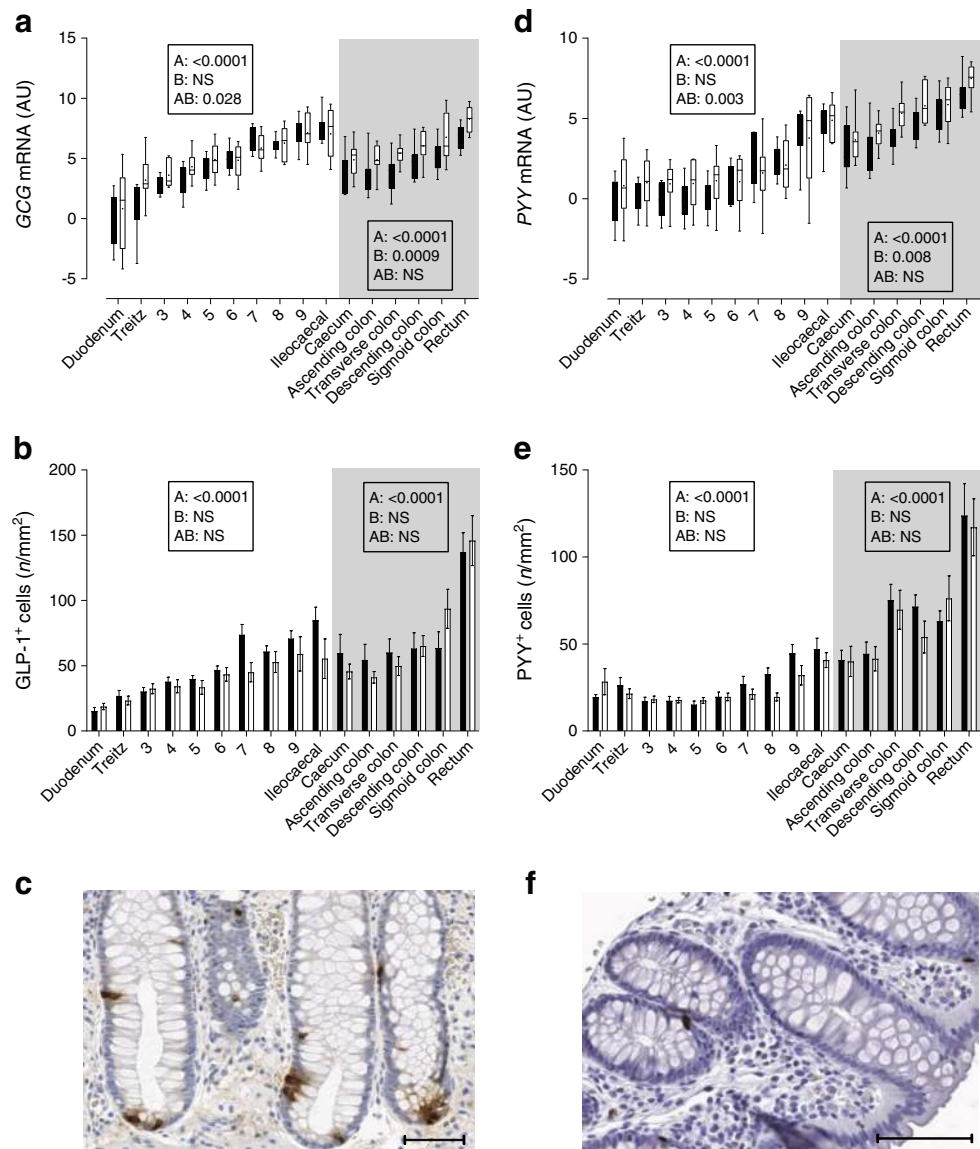 a
GCG mRNA (AU)
15
10
5
0
-5
A: <0.0001
B: NS
AB: 0.028
A: <0.0001
B: 0.0009
AB: NS
Duodenum
Treitz
3
4
5
6
7
8
9
Ileocaecal
Caecum
Ascending colon
Transverse colon
Descending colon
Sigmoid colon
Rectum
d
PYY mRNA (AU)
10
5
0
-5
A: <0.0001
B: NS
AB: 0.003
A: <0.0001
B: 0.008
AB: NS
Duodenum
Treitz
3
4
5
6
7
8
9
Ileocaecal
Caecum
Ascending colon
Transverse colon
Descending colon
Sigmoid colon
Rectum
b
GLP-1+ cells (n/mm2)
200
150
100
50
0
A: <0.0001
B: NS
AB: NS
A: <0.0001
B: NS
AB: NS
Duodenum
Treitz
3
4
5
6
7
8
9
Ileocaecal
Caecum
Ascending colon
Transverse colon
Descending colon
Sigmoid colon
Rectum
e
PYY+ cells (n/mm2)
150
100
50
0
A: <0.0001
B: NS
AB: NS
A: <0.0001
B: NS
AB: NS
Duodenum
Treitz
3
4
5
6
7
8
9
Ileocaecal
Caecum
Ascending colon
Transverse colon
Descending colon
Sigmoid colon
Rectum
c
f